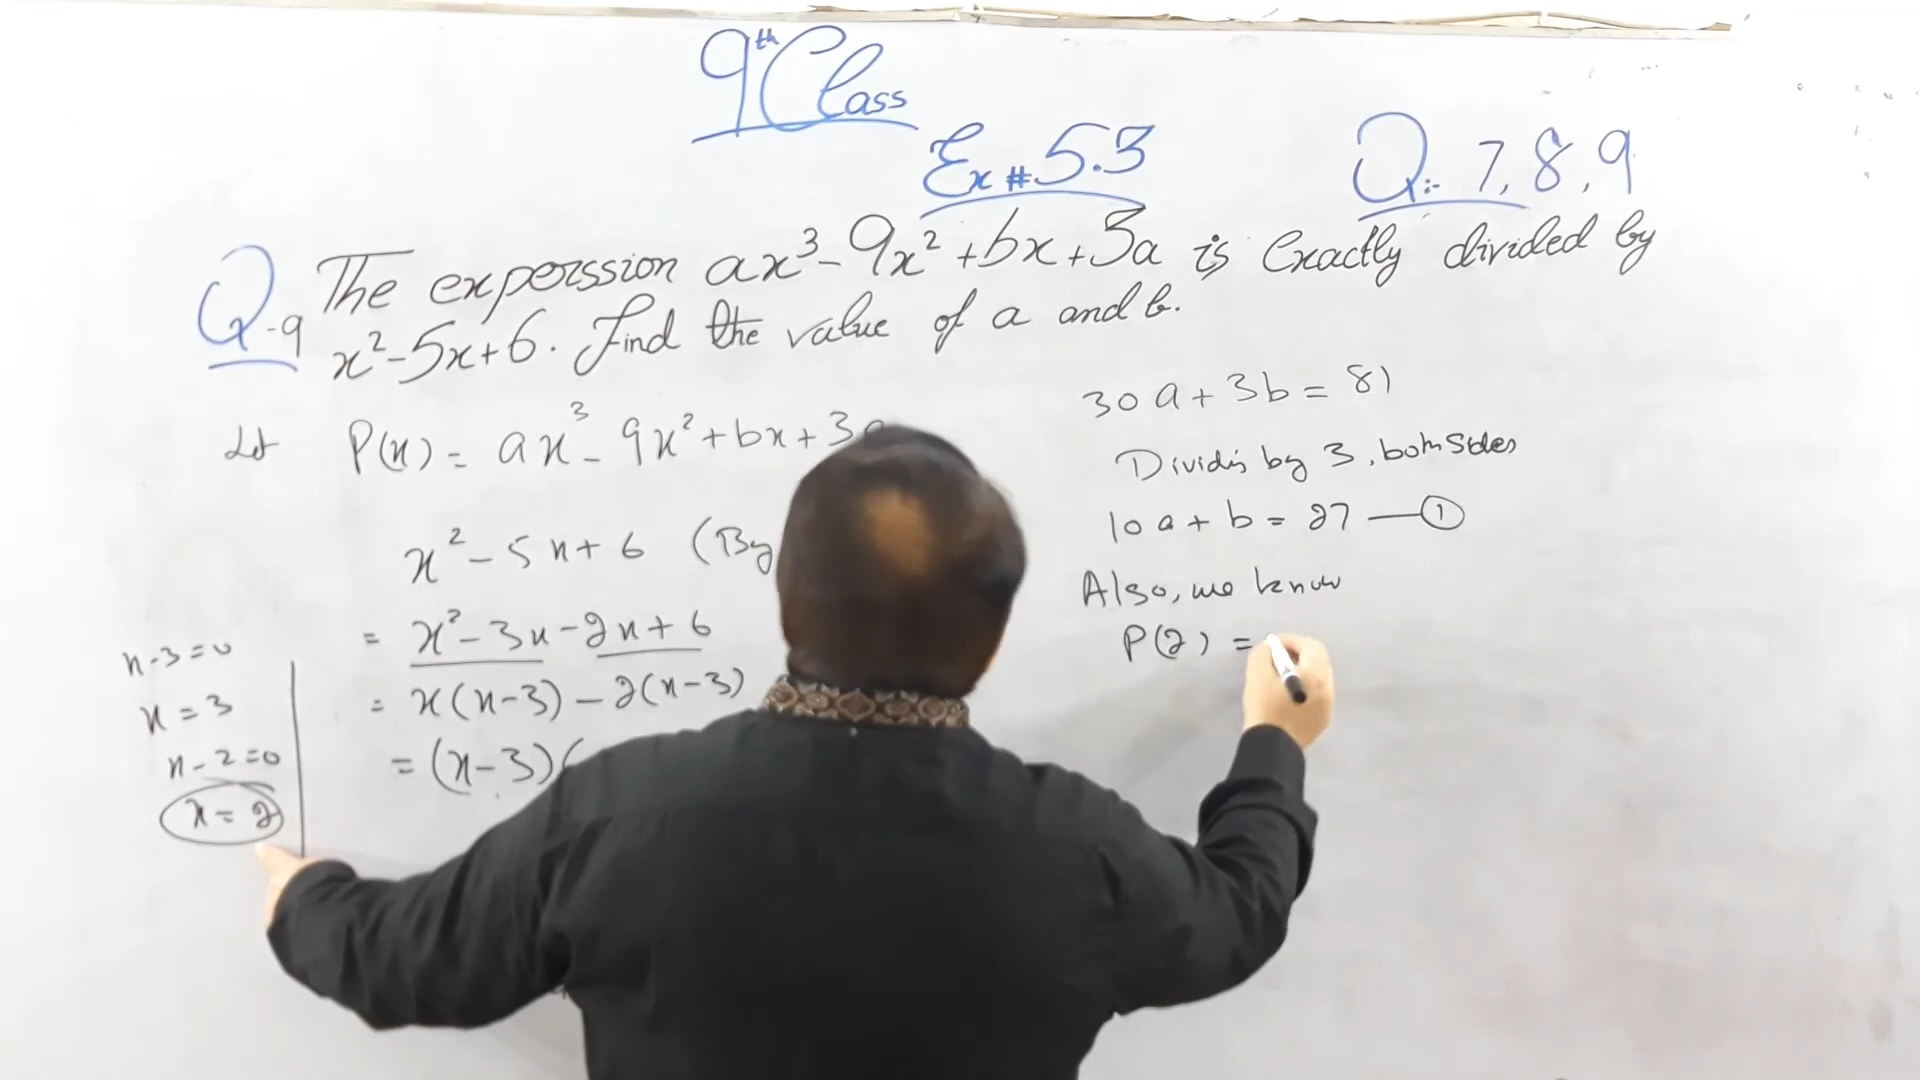 9th Class
Ex # 5.3
Q:- 7, 8, 9
Q-9 The experssion ax³-9x²+bx+3a is Exactly divided by
x²-5x+6. Find the value of a and b.
Let P(x) = ax³ - 9x² + bx + 3a
x² - 5x + 6 (By
= x² - 3x - 2x + 6
= x(x-3) - 2(x-3)
= (x-3)(
x-3=0
x = 3
x-2=0
x = 2
30a + 3b = 81
Dividing by 3, both Sides
10a + b = 27 — ①
Also, we know
P(2) =